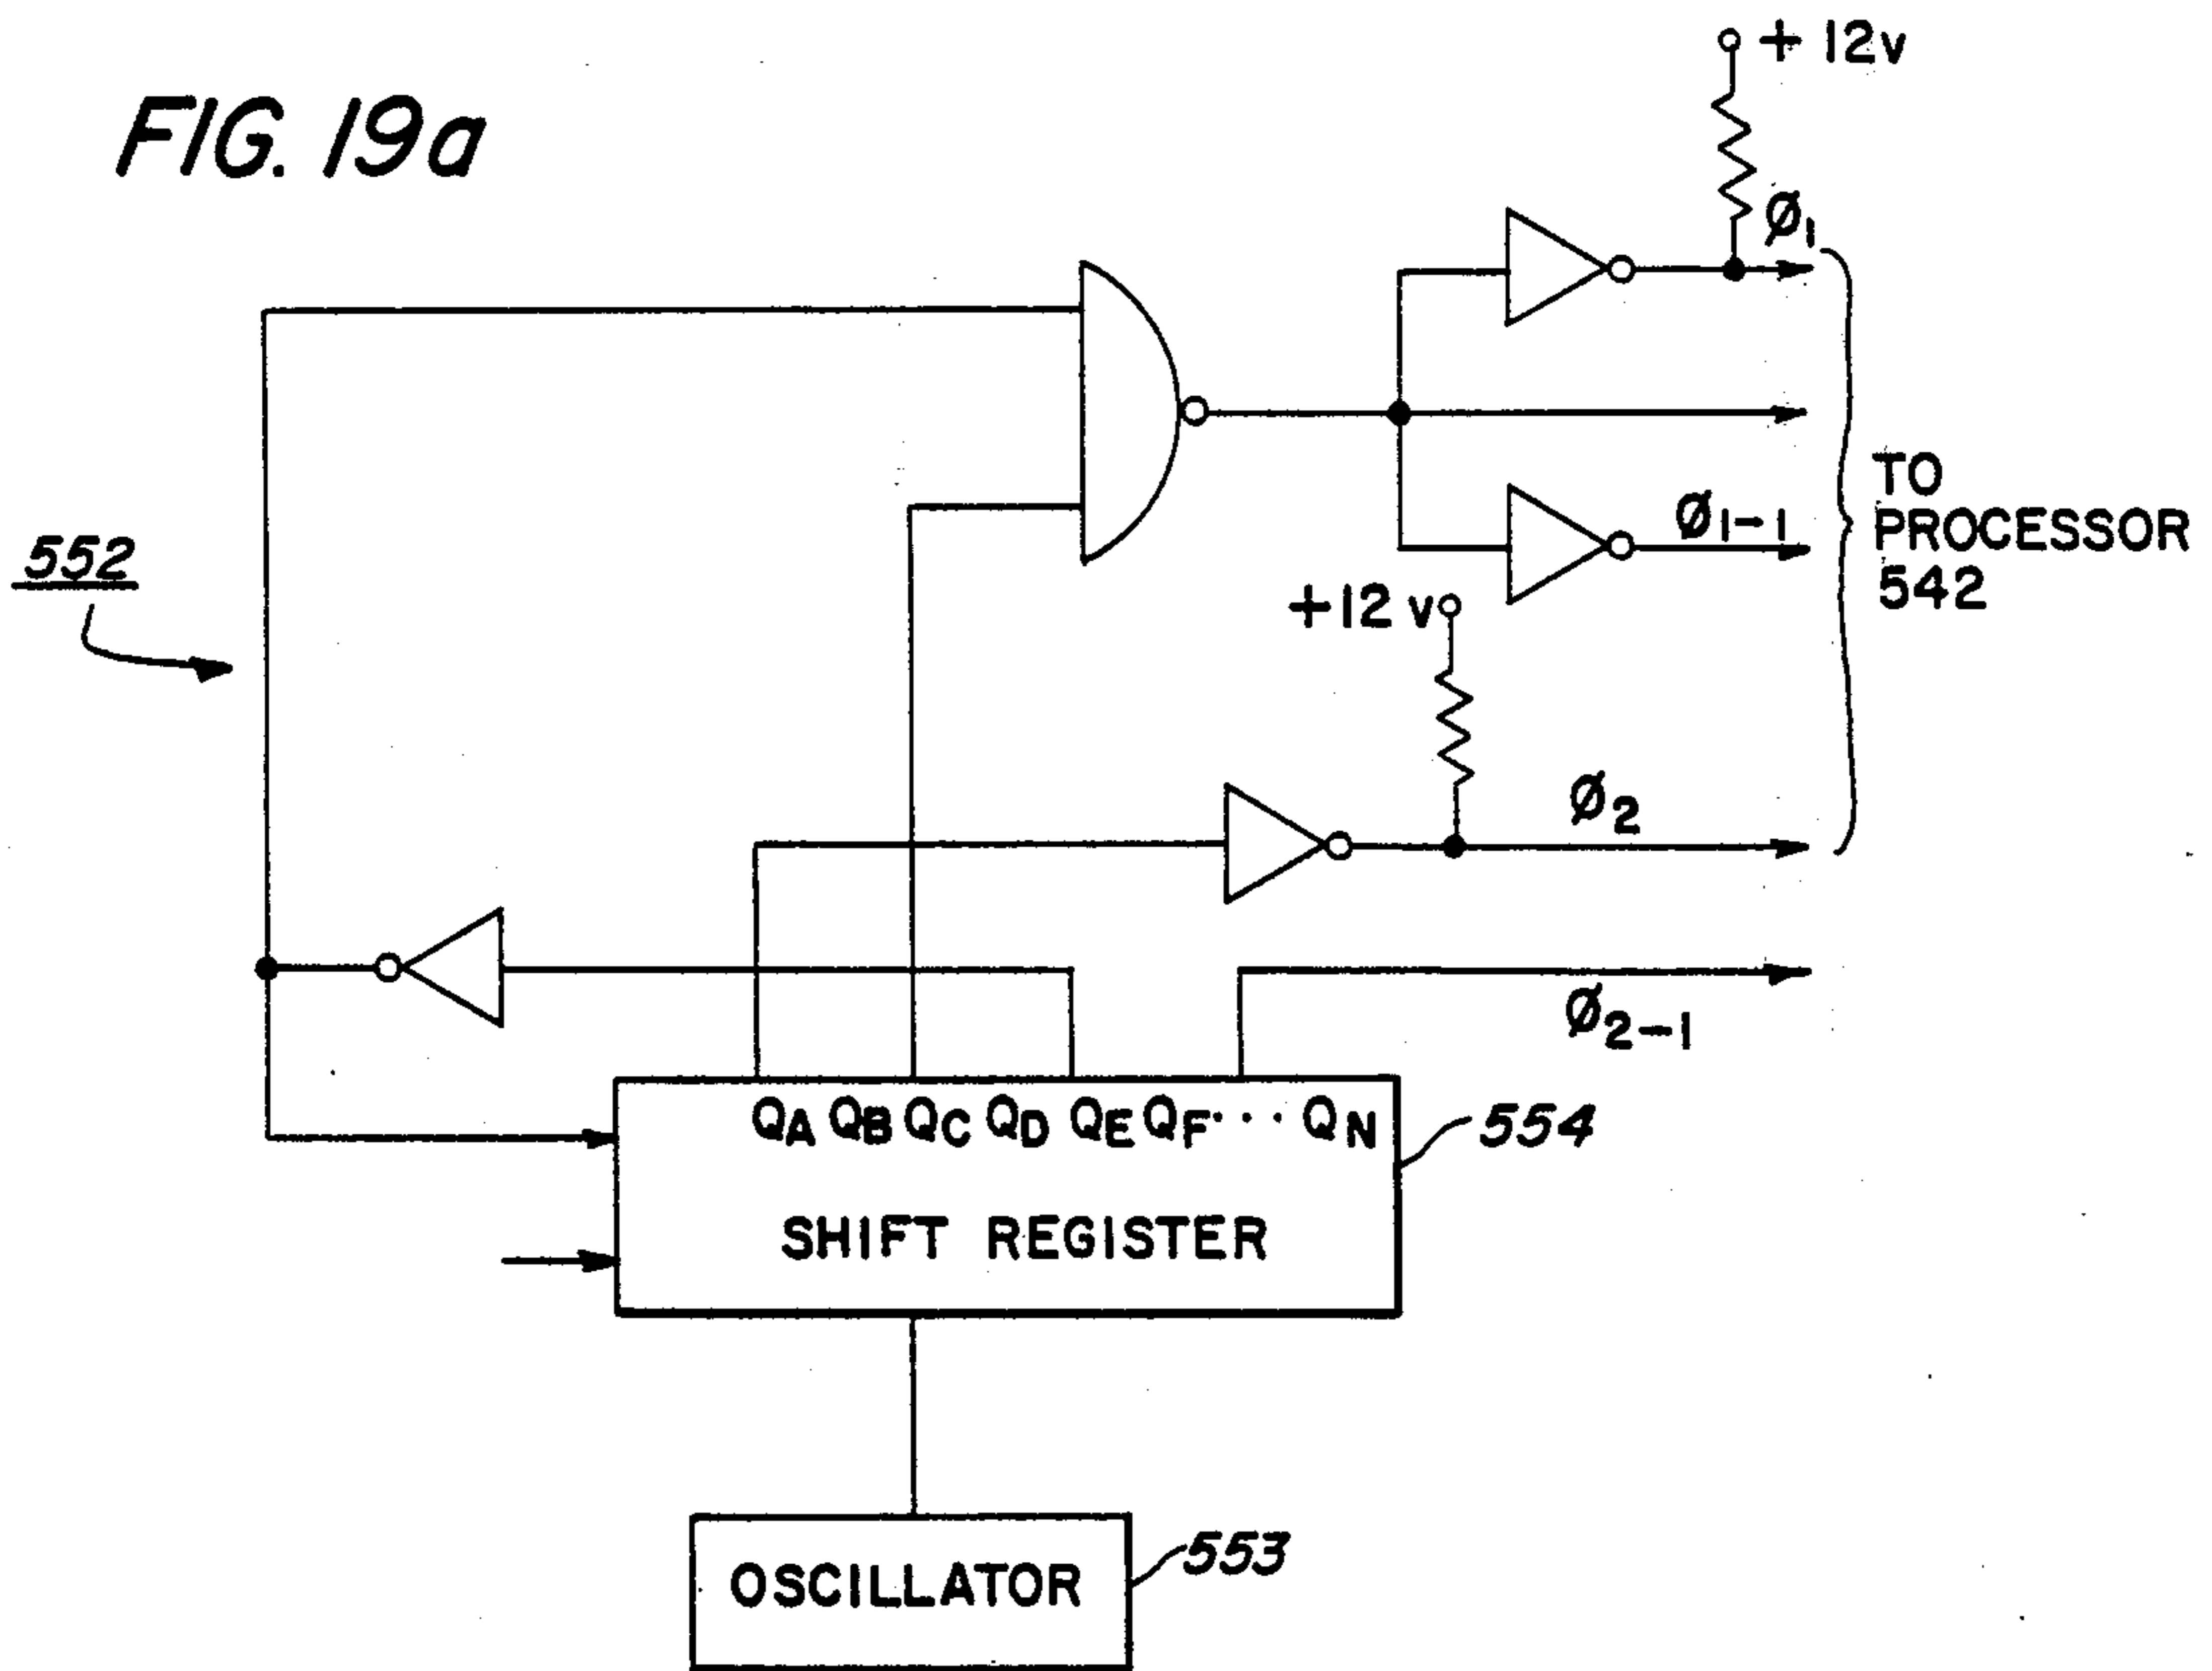 FIG. 19a
+ 12v
Ø1
Ø1-1
TO
PROCESSOR
542
552
+12 v
Ø2
Ø2-1
QA QB QC QD QE QF··· QN
554
SHIFT REGISTER
OSCILLATOR
553